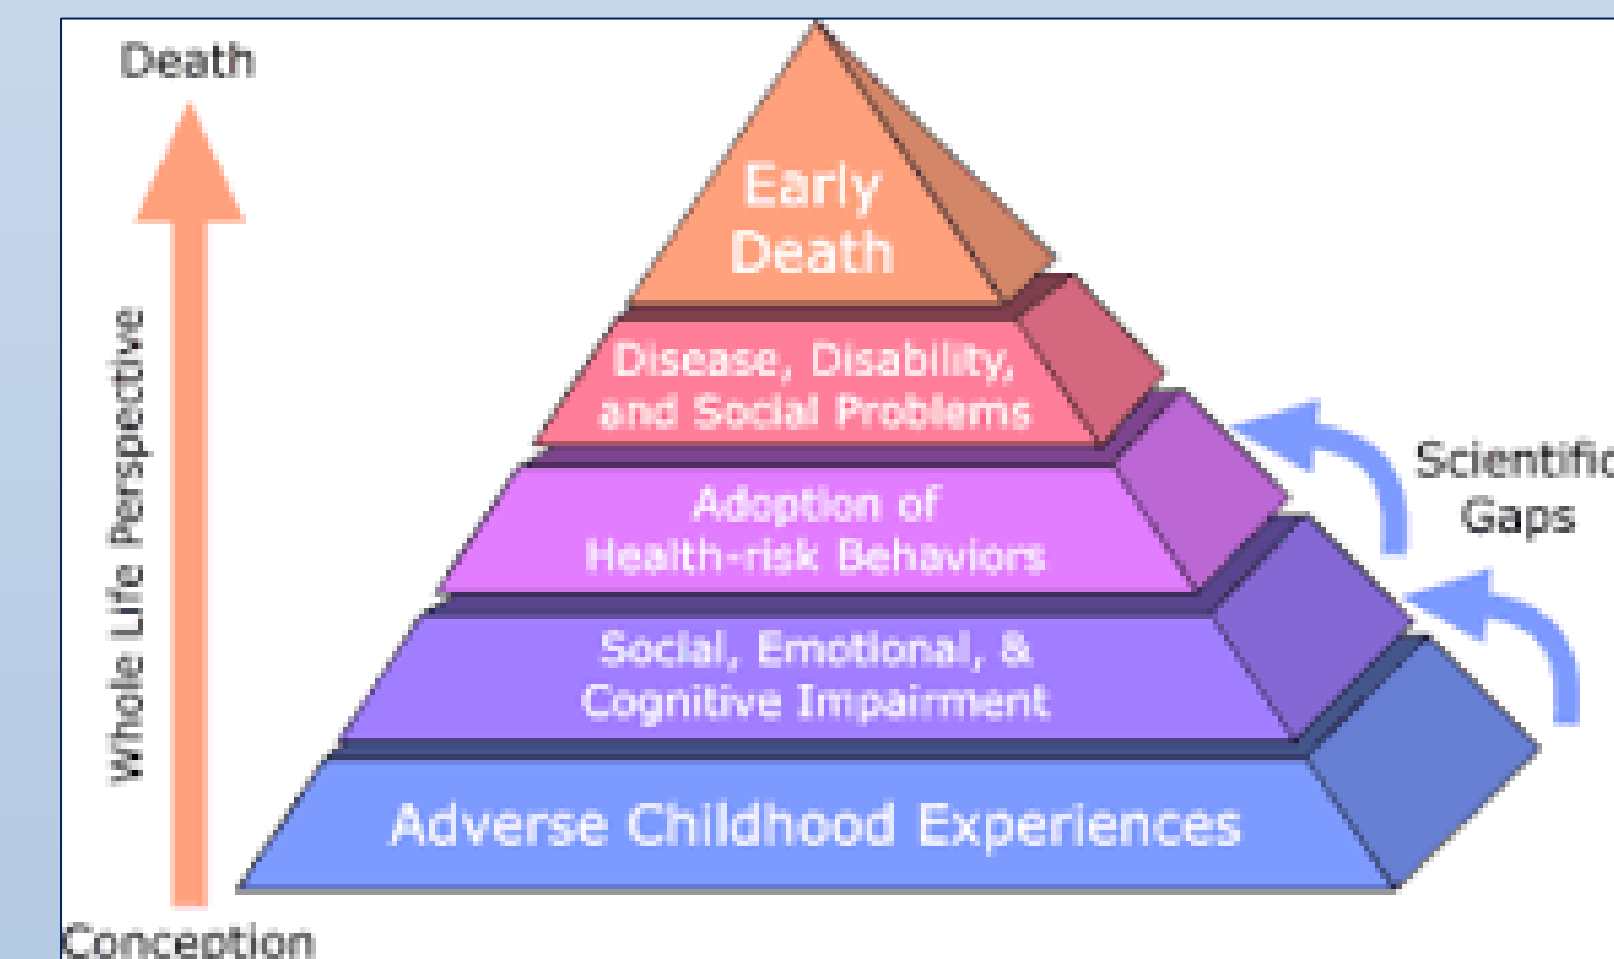 Death
Whole Life Perspective
Conception
Early
Death
Disease, Disability,
and Social Problems
Adoption of
Health-risk Behaviors
Social, Emotional, &
Cognitive Impairment
Adverse Childhood Experiences
Scientific
Gaps